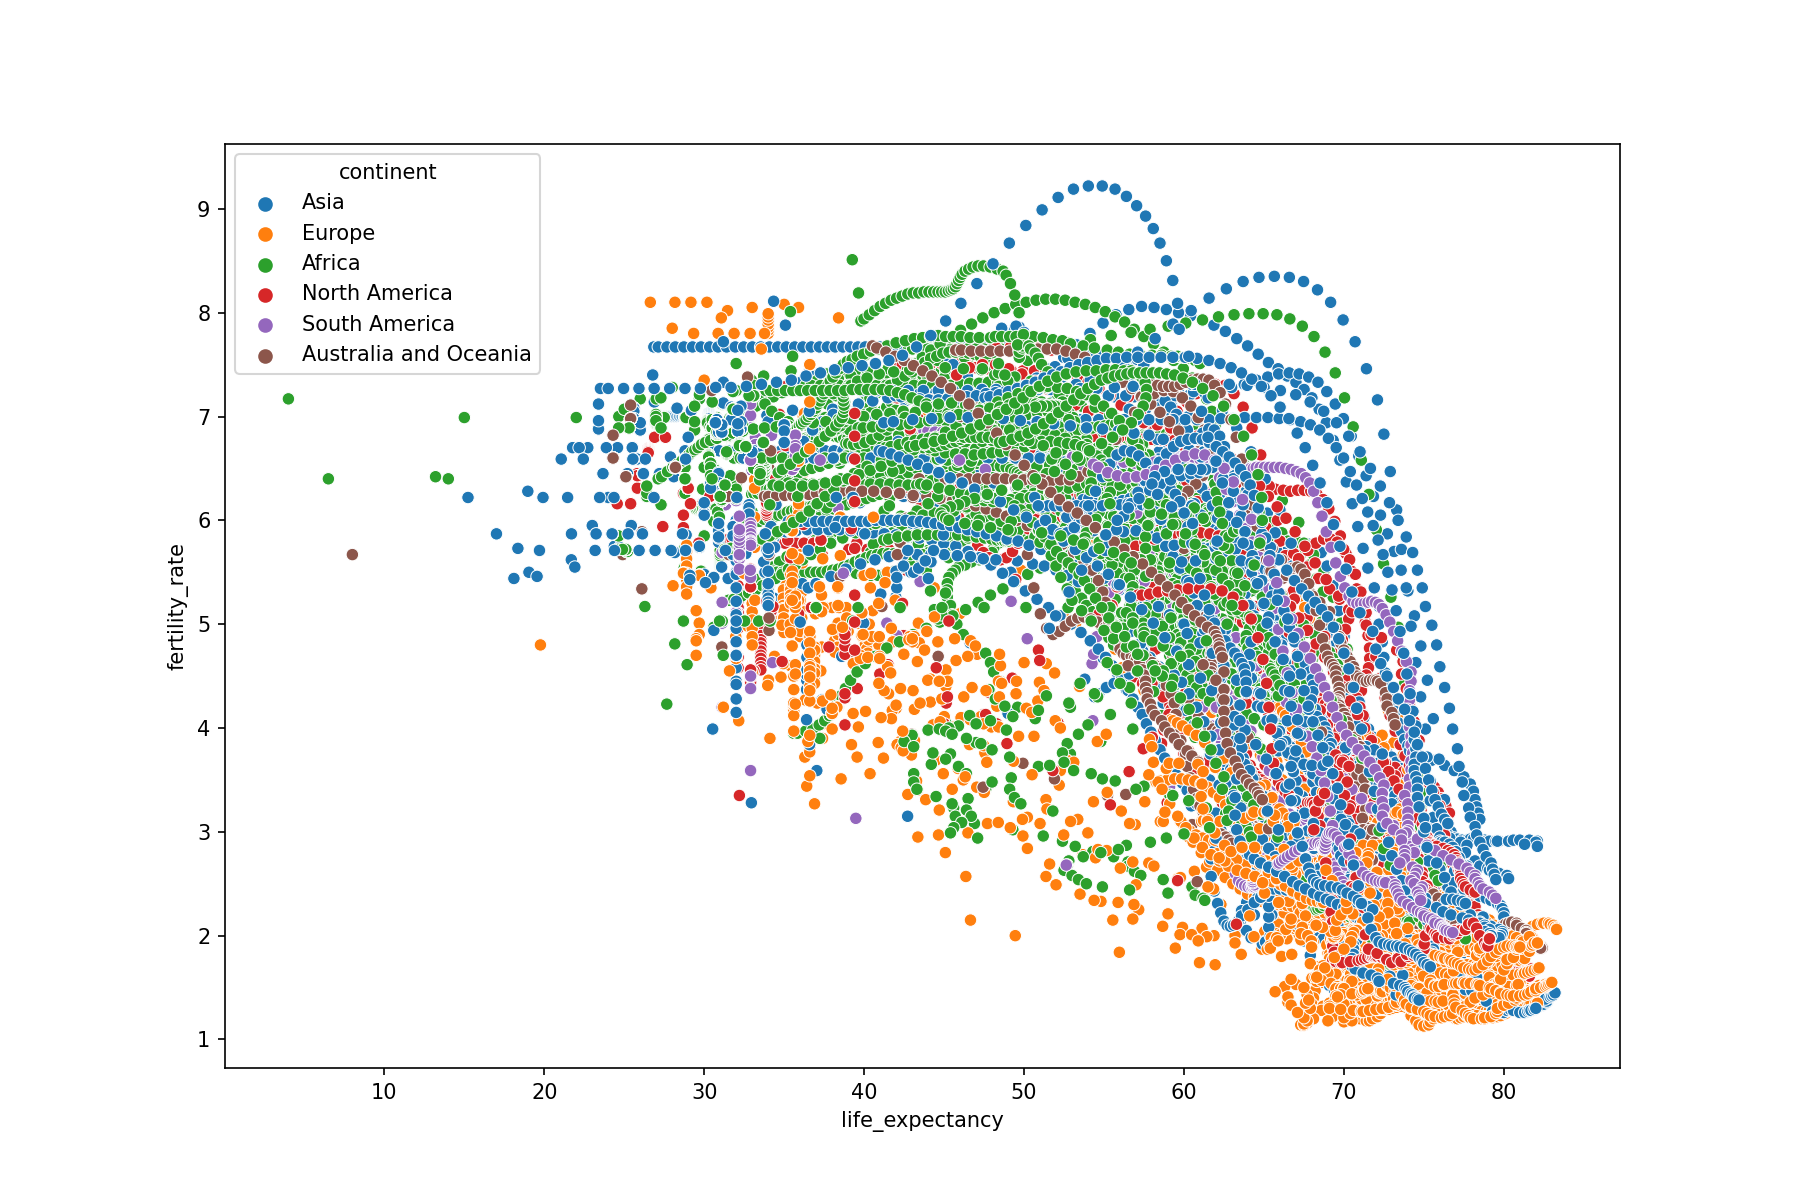 continent
Asia
Europe
Africa
North America
South America
Australia and Oceania
9
8
7
6
5
4
3
2
1
fertility_rate
10 20 30 40 50 60 70 80
life_expectancy